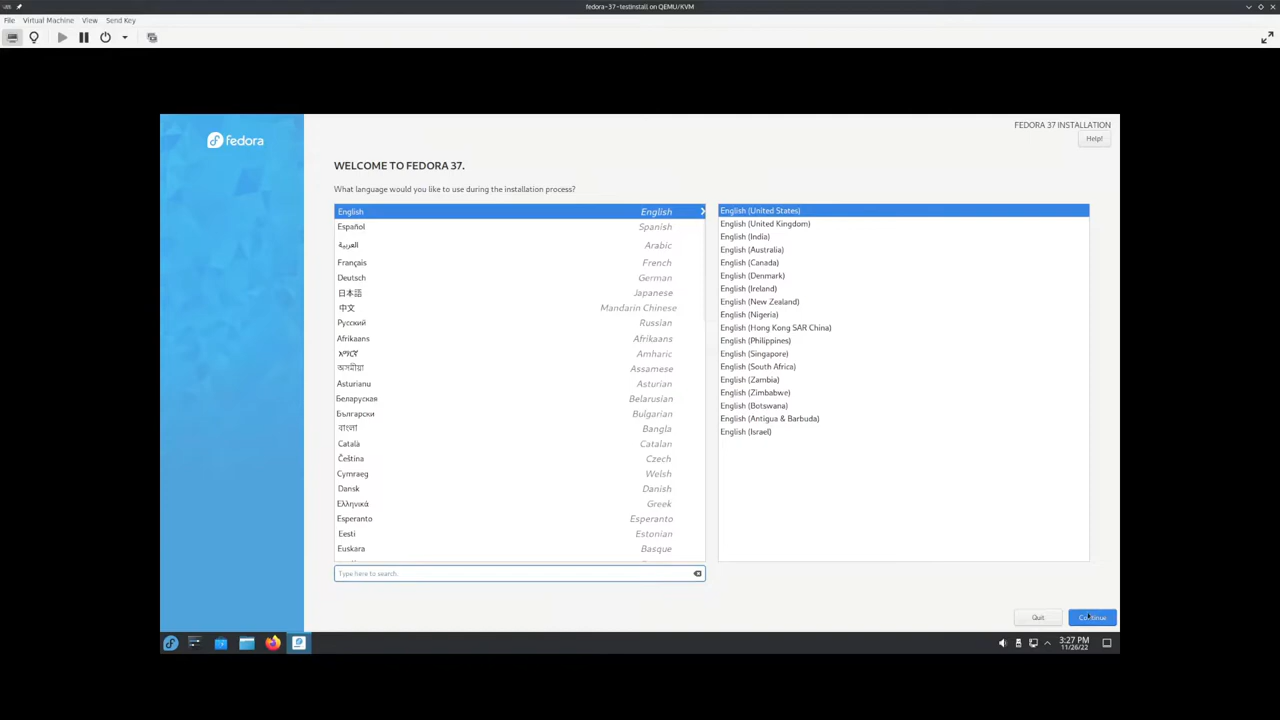 fedora-37-testinstall on QEMU/KVM
File Virtual Machine View Send Key
fedora
FEDORA 37 INSTALLATION
Help!
WELCOME TO FEDORA 37.
What language would you like to use during the installation process?
English English
Español Spanish
العربية Arabic
Français French
Deutsch German
日本語 Japanese
中文 Mandarin Chinese
Русский Russian
Afrikaans Afrikaans
አማርኛ Amharic
অসমীয়া Assamese
Asturianu Asturian
Беларуская Belarusian
Български Bulgarian
বাংলা Bangla
Català Catalan
Čeština Czech
Cymraeg Welsh
Dansk Danish
Ελληνικά Greek
Esperanto Esperanto
Eesti Estonian
Euskara Basque
Type here to search.
English (United States)
English (United Kingdom)
English (India)
English (Australia)
English (Canada)
English (Denmark)
English (Ireland)
English (New Zealand)
English (Nigeria)
English (Hong Kong SAR China)
English (Philippines)
English (Singapore)
English (South Africa)
English (Zambia)
English (Zimbabwe)
English (Botswana)
English (Antigua & Barbuda)
English (Israel)
Quit Continue
3:27 PM
11/26/22